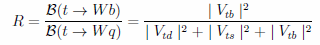 R = \frac{\mathcal{B}(t \to Wb)}{\mathcal{B}(t \to Wq)} = \frac{| V_{tb} |^2}{| V_{td} |^2 + | V_{ts} |^2 + | V_{tb} |^2}